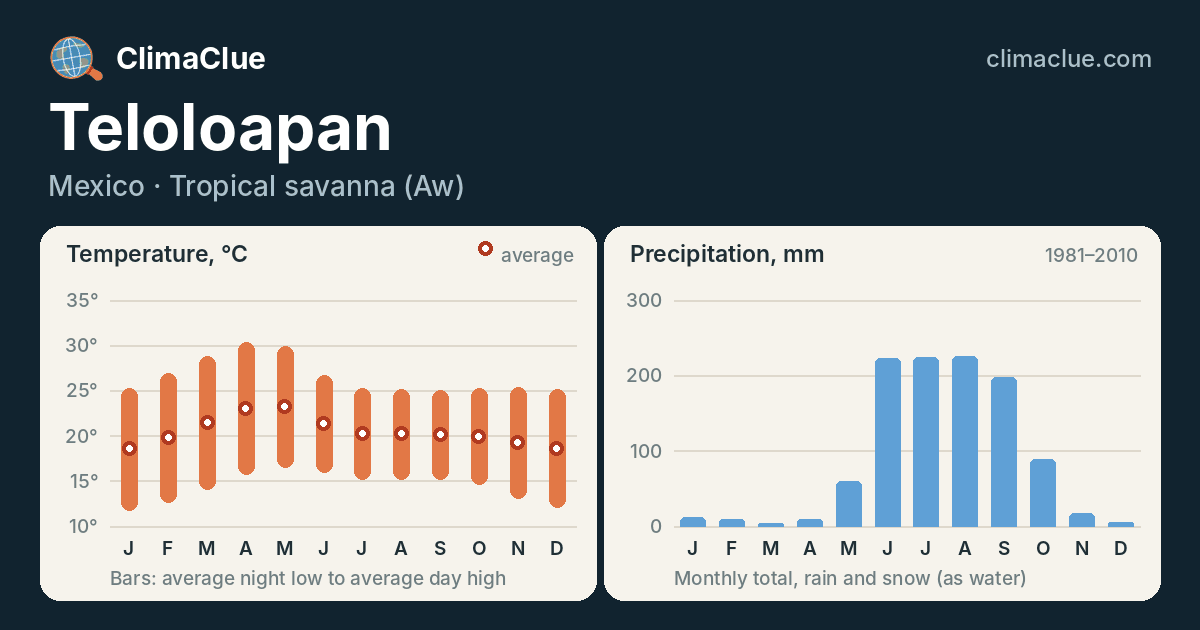 ClimaClue
climaclue.com
Teloloapan
Mexico · Tropical savanna (Aw)
Temperature, °C
average
35°
30°
25°
20°
15°
10°
J F M A M J J A S O N D
Bars: average night low to average day high
Precipitation, mm
1981–2010
300
200
100
0
J F M A M J J A S O N D
Monthly total, rain and snow (as water)